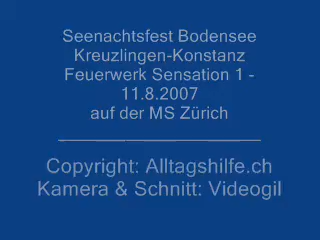 Seenachtsfest Bodensee
Kreuzlingen-Konstanz
Feuerwerk Sensation 1 -
11.8.2007
auf der MS Zürich
Copyright: Alltagshilfe.ch
Kamera & Schnitt: Videogil